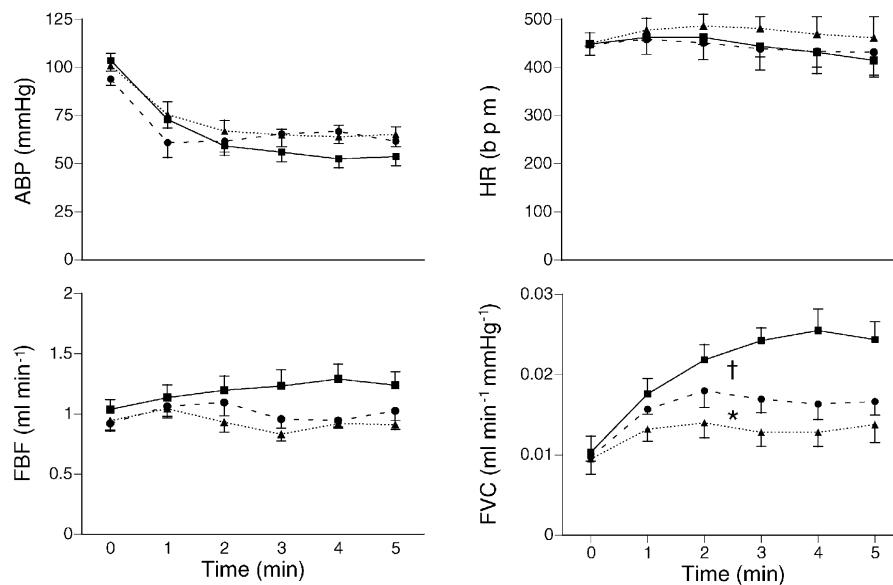 125
100
75
50
25
0
ABP (mmHg)
500
400
300
200
100
0
HR (b p m)
2
1.5
1
0.5
0
FBF (ml min-1)
0 1 2 3 4 5
Time (min)
0.03
0.02
0.01
0
FVC (ml min-1 mmHg-1)
†
*
0 1 2 3 4 5
Time (min)